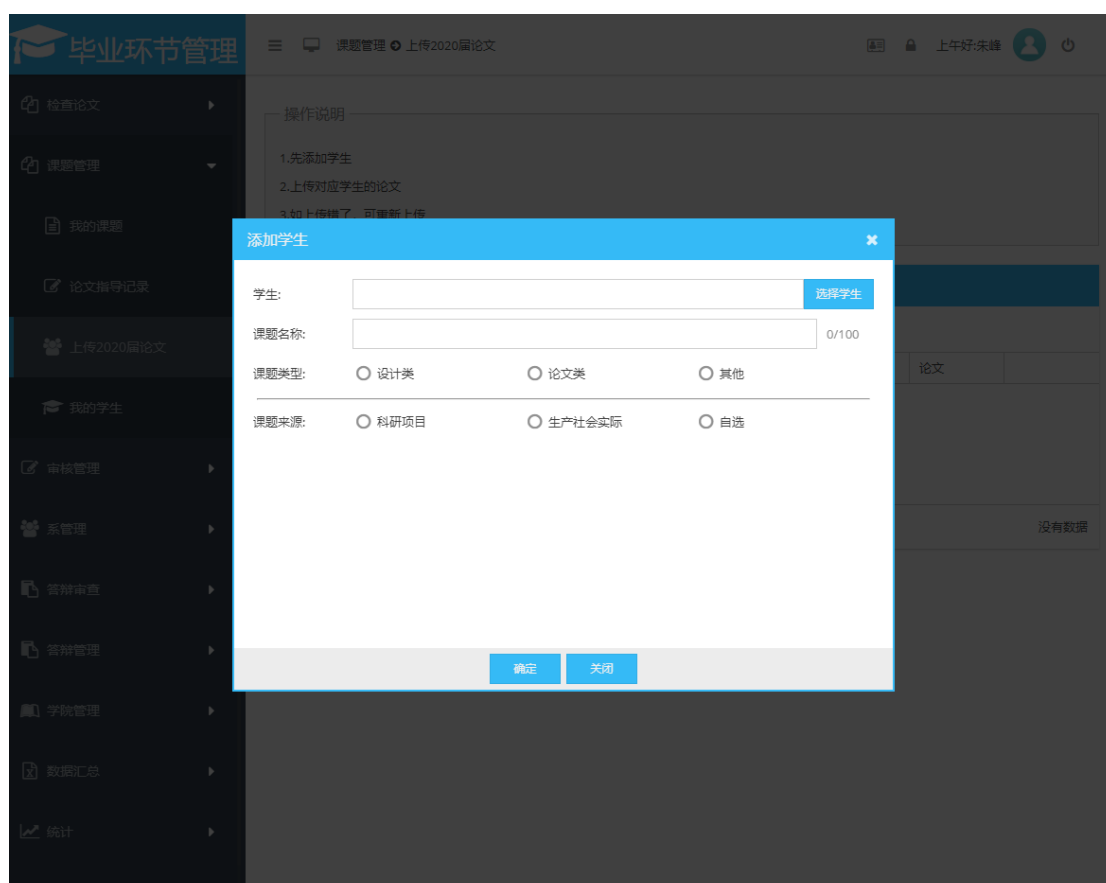 毕业环节管理
课题管理 上传2020届论文
上午好:朱峰
检查论文
课题管理
我的课题
论文指导记录
上传2020届论文
我的学生
审核管理
系管理
答辩审查
答辩管理
学院管理
数据汇总
统计
操作说明
1.先添加学生
2.上传对应学生的论文
3.如上传错了，可重新上传
添加学生
学生:
选择学生
课题名称:
0/100
课题类型:
设计类 论文类 其他
课题来源:
科研项目 生产社会实际 自选
确定 关闭
论文
没有数据